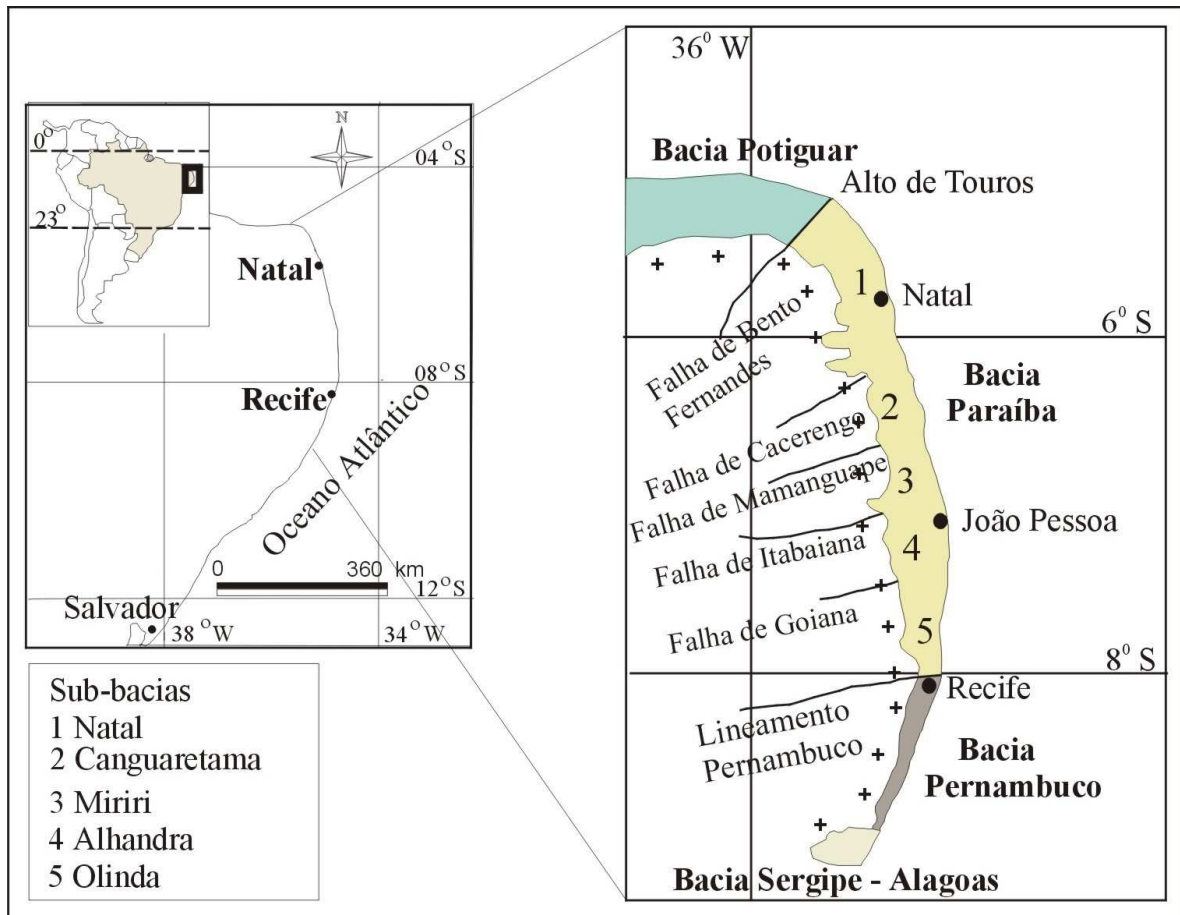 0°
23°
N
04°S
Natal
08°S
Recife
Oceano Atlântico
0 360 km
12°S
Salvador
38°W 34°W
Sub-bacias
1 Natal
2 Canguaretama
3 Miriri
4 Alhandra
5 Olinda
36⁰ W
Bacia Potiguar
Alto de Touros
1
Natal
6⁰ S
Falha de Bento
Fernandes
Bacia
Paraíba
2
Falha de Cacerengo
3
Falha de Mamanguape
João Pessoa
4
Falha de Itabaiana
Falha de Goiana
5
8⁰ S
Recife
Lineamento
Pernambuco
Bacia
Pernambuco
Bacia Sergipe - Alagoas